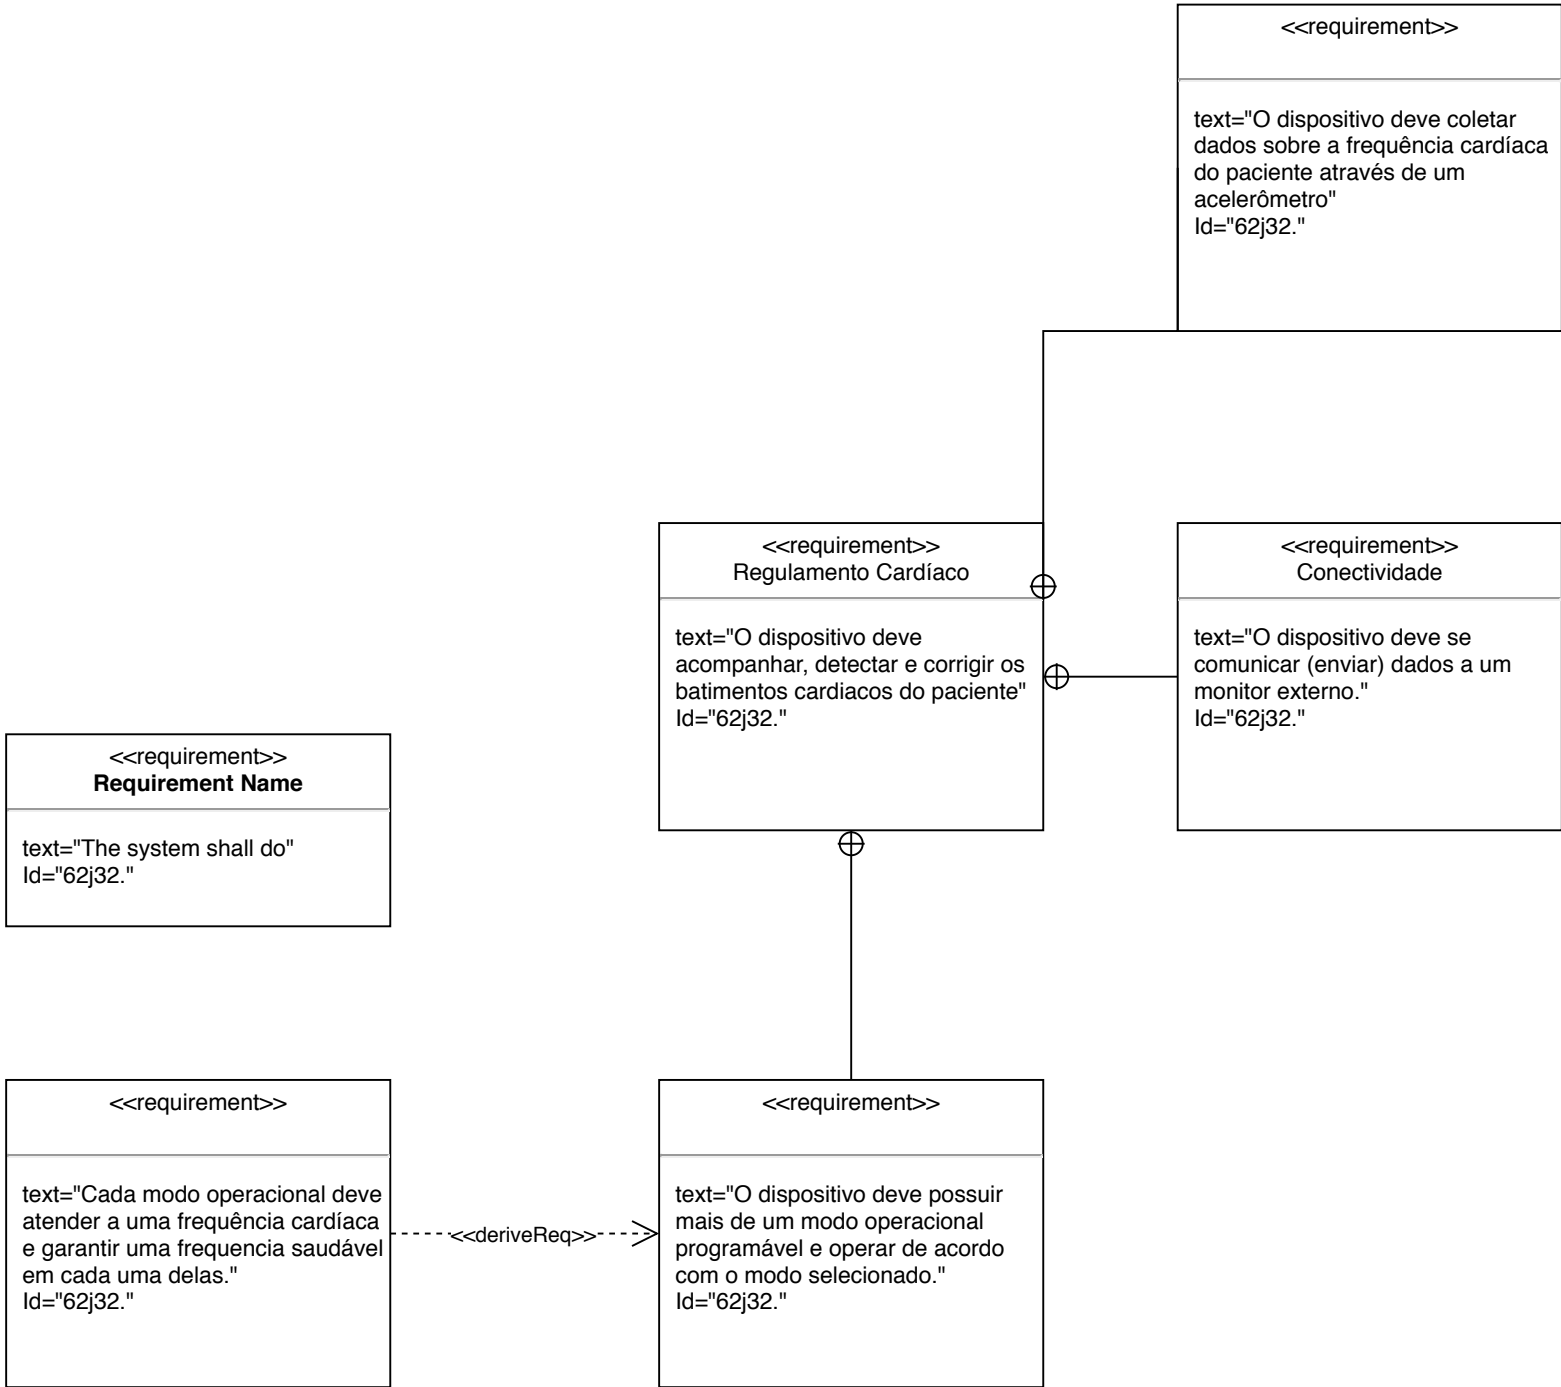 <<requirement>>
text="O dispositivo deve coletar
dados sobre a frequência cardíaca
do paciente através de um
acelerômetro"
Id="62j32."
<<requirement>>
Regulamento Cardíaco
text="O dispositivo deve
acompanhar, detectar e corrigir os
batimentos cardiacos do paciente"
Id="62j32."
<<requirement>>
Conectividade
text="O dispositivo deve se
comunicar (enviar) dados a um
monitor externo."
Id="62j32."
<<requirement>>
Requirement Name
text="The system shall do"
Id="62j32."
<<requirement>>
text="Cada modo operacional deve
atender a uma frequência cardíaca
e garantir uma frequencia saudável
em cada uma delas."
Id="62j32."
<<deriveReq>>
<<requirement>>
text="O dispositivo deve possuir
mais de um modo operacional
programável e operar de acordo
com o modo selecionado."
Id="62j32."